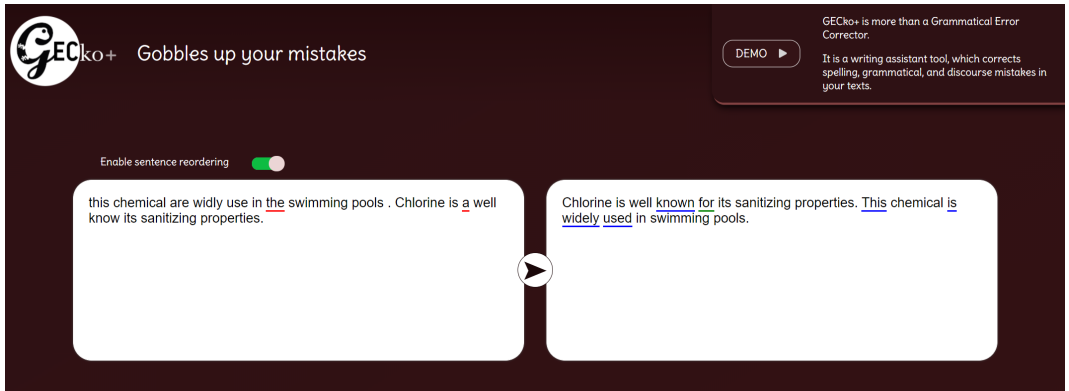 GECko+ Gobbles up your mistakes
DEMO
GECko+ is more than a Grammatical Error
Corrector.
It is a writing assistant tool, which corrects
spelling, grammatical, and discourse mistakes in
your texts.
Enable sentence reordering
this chemical are widly use in the swimming pools . Chlorine is a well
know its sanitizing properties.
Chlorine is well known for its sanitizing properties. This chemical is
widely used in swimming pools.